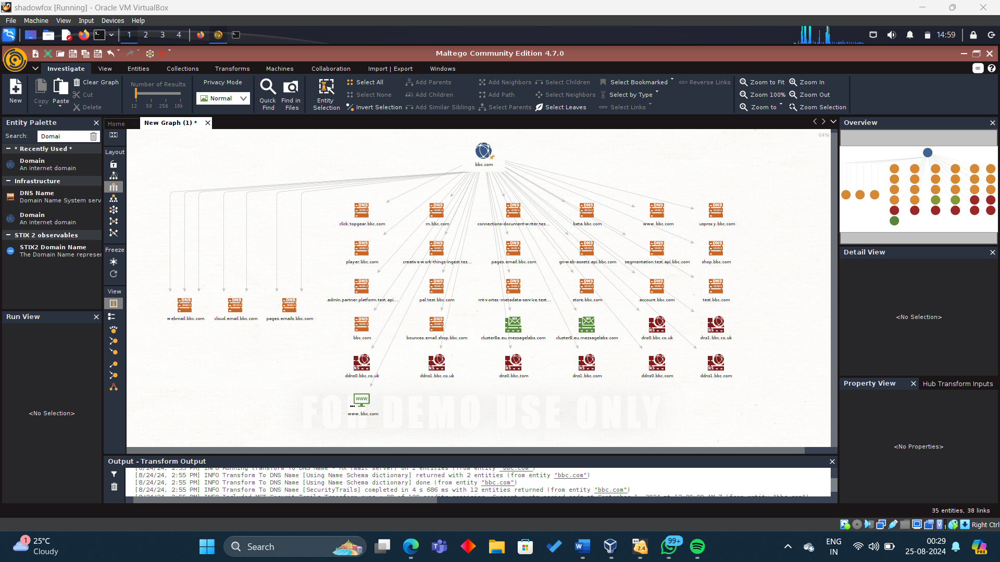 shadowfox [Running] - Oracle VM VirtualBox
File Machine View Input Devices Help
1 2 3 4
14:59
Maltego Community Edition 4.7.0
Investigate View Entities Collections Transforms Machines Collaboration Import | Export Windows
New
Copy
Paste
Clear Graph
Cut
Delete
Number of Results
12 50 256 10k
Privacy Mode
Normal
Quick Find
Find in Files
Entity Selection
Select All
Select None
Invert Selection
Add Parents
Add Children
Add Similar Siblings
Add Neighbors
Add Path
Select Parents
Select Children
Select Neighbors
Select Leaves
Select Bookmarked
Select by Type
Select Links
Reverse Links
Zoom to Fit
Zoom 100%
Zoom to
Zoom In
Zoom Out
Zoom Selection
Entity Palette
Search: Domai
* Recently Used *
Domain
An internet domain
Infrastructure
DNS Name
Domain Name System serv
Domain
An internet domain
STIX 2 observables
STIX2 Domain Name
The Domain Name represer
Run View
<No Selection>
Home
New Graph (1) *
Layout
Freeze
View
64%
bbc.com
click.topgear.bbc.com
m.bbc.com
connections-document-writer.tes...
beta.bbc.com
www.bbc.com
usproxy.bbc.com
player.bbc.com
creative-work-things-ingest.tes...
pages.email.bbc.com
gn-web-assets.api.bbc.com
segmentation.test.api.bbc.com
shop.bbc.com
admin.partner.platform.test.api...
pal.test.bbc.com
mt-vortex-metadata-service.test...
store.bbc.com
account.bbc.com
test.bbc.com
webmail.bbc.com
cloud.email.bbc.com
pages.emails.bbc.com
bbc.com
bounces.email.shop.bbc.com
cluster8a.eu.messagelabs.com
cluster8.eu.messagelabs.com
dns0.bbc.co.uk
dns1.bbc.co.uk
ddns0.bbc.co.uk
ddns1.bbc.co.uk
dns0.bbc.com
dns1.bbc.com
ddns0.bbc.com
ddns1.bbc.com
www.bbc.com
FOR DEMO USE ONLY
Overview
Detail View
<No Selection>
Property View
Hub Transform Inputs
<No Properties>
Output - Transform Output
[8/24/24, 2:55 PM] INFO Running transform To DNS Name - MX (mail server) on 1 entities (from entity "bbc.com")
[8/24/24, 2:55 PM] INFO Transform To DNS Name [Using Name Schema dictionary] returned with 2 entities (from entity "bbc.com")
[8/24/24, 2:55 PM] INFO Transform To DNS Name [Using Name Schema dictionary] done (from entity "bbc.com")
[8/24/24, 2:55 PM] INFO Transform To DNS Name [SecurityTrails] completed in 4 s 686 ms with 12 entities returned (from entity "bbc.com")
35 entities, 38 links
Right Ctrl
1
25°C
Cloudy
Search
99+
ENG
IN
00:29
25-08-2024